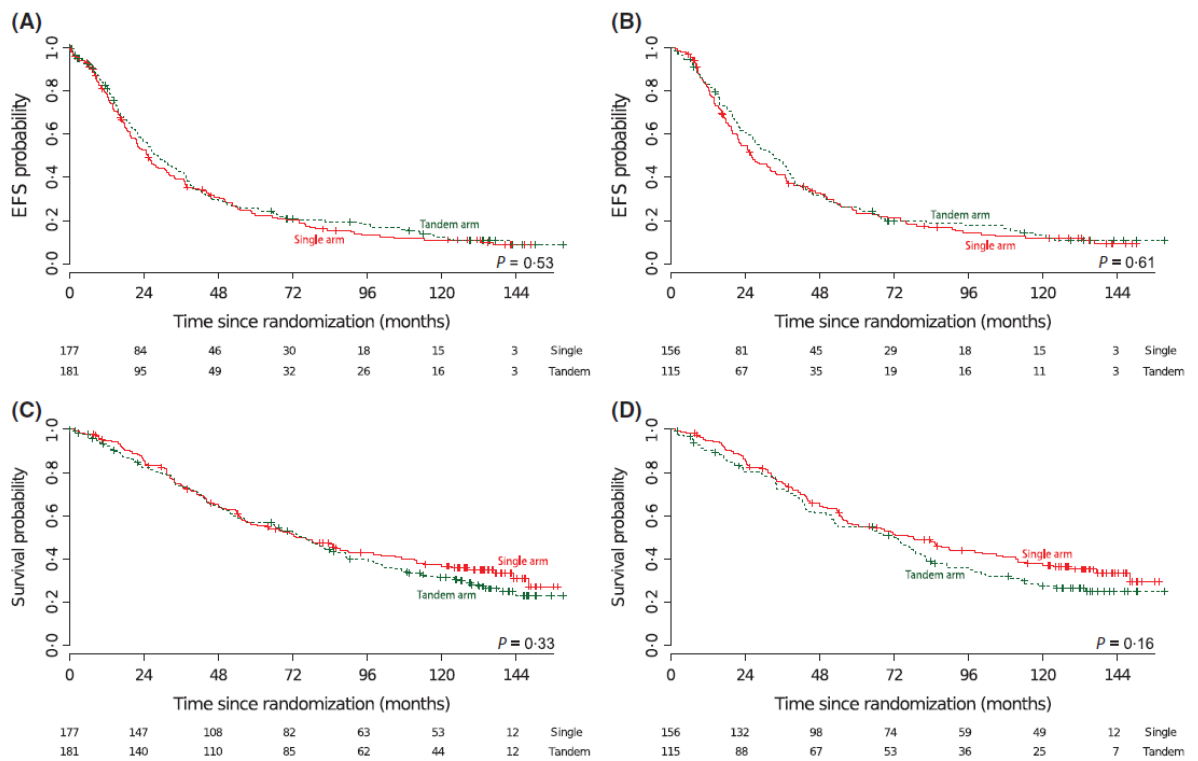 (A)
EFS probability
1·0
0·8
0·6
0·4
0·2
0·0
Tandem arm
Single arm
P = 0·53
0 24 48 72 96 120 144
Time since randomization (months)
177 84 46 30 18 15 3 Single
181 95 49 32 26 16 3 Tandem
(B)
EFS probability
1·0
0·8
0·6
0·4
0·2
0·0
Tandem arm
Single arm
P = 0·61
0 24 48 72 96 120 144
Time since randomization (months)
156 81 45 29 18 15 3 Single
115 67 35 19 16 11 3 Tandem
(C)
Survival probability
1·0
0·8
0·6
0·4
0·2
0·0
Single arm
Tandem arm
P = 0·33
0 24 48 72 96 120 144
Time since randomization (months)
177 147 108 82 63 53 12 Single
181 140 110 85 62 44 12 Tandem
(D)
Survival probability
1·0
0·8
0·6
0·4
0·2
0·0
Single arm
Tandem arm
P = 0·16
0 24 48 72 96 120 144
Time since randomization (months)
156 132 98 74 59 49 12 Single
115 88 67 53 36 25 7 Tandem